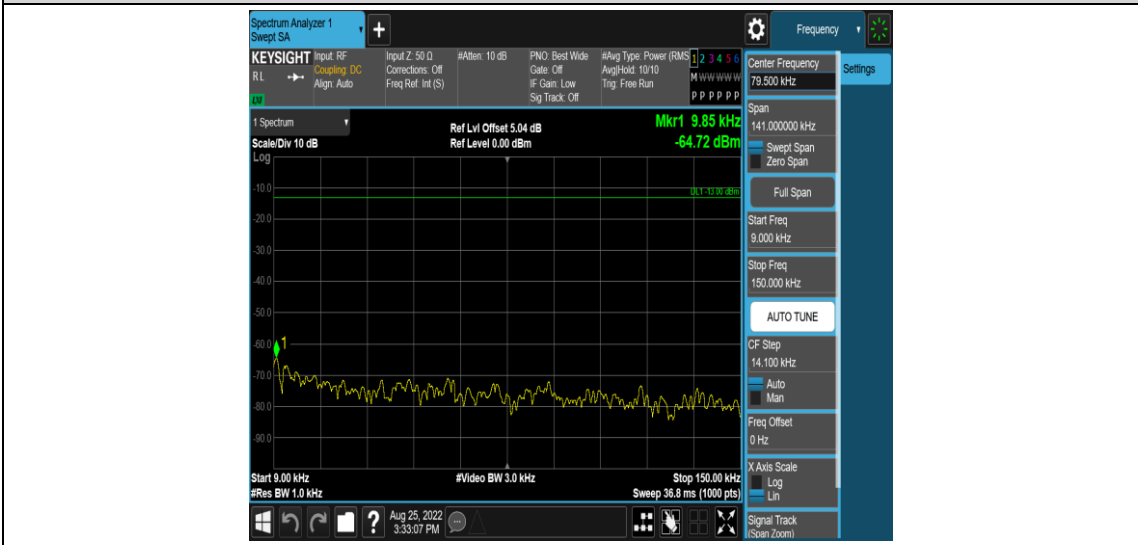 Spectrum Analyzer 1
Swept SA
+
Frequency
KEYSIGHT
RL
LXI
Input: RF
Coupling: DC
Align: Auto
Input Z: 50 Ω
Corrections: Off
Freq Ref: Int (S)
#Atten: 10 dB
PNO: Best Wide
Gate: Off
IF Gain: Low
Sig Track: Off
#Avg Type: Power (RMS
Avg|Hold: 10/10
Trig: Free Run
1 2 3 4 5 6
M W W W W W
P P P P P P
Center Frequency
79.500 kHz
Settings
Span
141.000000 kHz
Swept Span
Zero Span
Full Span
Start Freq
9.000 kHz
Stop Freq
150.000 kHz
AUTO TUNE
CF Step
14.100 kHz
Auto
Man
Freq Offset
0 Hz
X Axis Scale
Log
Lin
Signal Track
(Span Zoom)
1 Spectrum
Scale/Div 10 dB
Log
Ref Lvl Offset 5.04 dB
Ref Level 0.00 dBm
Mkr1 9.85 kHz
-64.72 dBm
DL1 -13.00 dBm
-10.0
-20.0
-30.0
-40.0
-50.0
-60.0
1
-70.0
-80.0
-90.0
Start 9.00 kHz
#Video BW 3.0 kHz
Stop 150.00 kHz
#Res BW 1.0 kHz
Sweep 36.8 ms (1000 pts)
?
Aug 25, 2022
3:33:07 PM